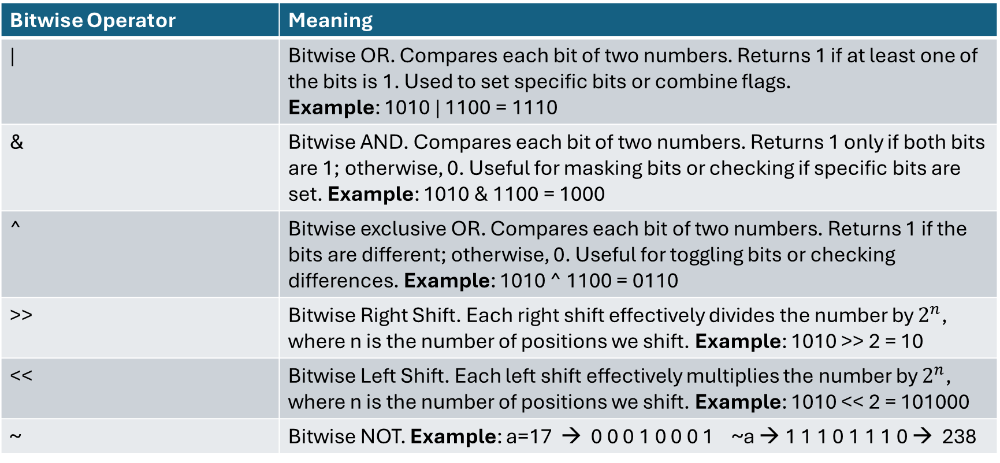 Bitwise Operator Meaning
| Bitwise OR. Compares each bit of two numbers. Returns 1 if at least one of
the bits is 1. Used to set specific bits or combine flags.
Example: 1010 | 1100 = 1110
& Bitwise AND. Compares each bit of two numbers. Returns 1 only if both bits
are 1; otherwise, 0. Useful for masking bits or checking if specific bits are
set. Example: 1010 & 1100 = 1000
^ Bitwise exclusive OR. Compares each bit of two numbers. Returns 1 if the
bits are different; otherwise, 0. Useful for toggling bits or checking
differences. Example: 1010 ^ 1100 = 0110
>> Bitwise Right Shift. Each right shift effectively divides the number by 2ⁿ,
where n is the number of positions we shift. Example: 1010 >> 2 = 10
<< Bitwise Left Shift. Each left shift effectively multiplies the number by 2ⁿ,
where n is the number of positions we shift. Example: 1010 << 2 = 101000
~ Bitwise NOT. Example: a=17 → 0 0 0 1 0 0 0 1 ~a → 1 1 1 0 1 1 1 0 → 238